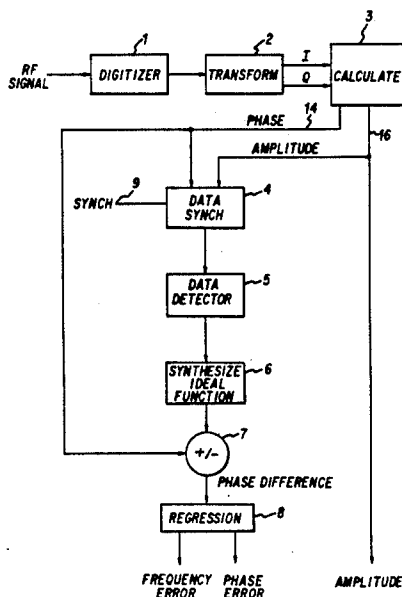 1
2
3
RF
SIGNAL
DIGITIZER
TRANSFORM
I
Q
CALCULATE
PHASE
14
16
AMPLITUDE
SYNCH
9
DATA
SYNCH
4
DATA
DETECTOR
5
SYNTHESIZE
IDEAL
FUNCTION
6
+/-
7
PHASE DIFFERENCE
REGRESSION
8
FREQUENCY
ERROR
PHASE
ERROR
AMPLITUDE